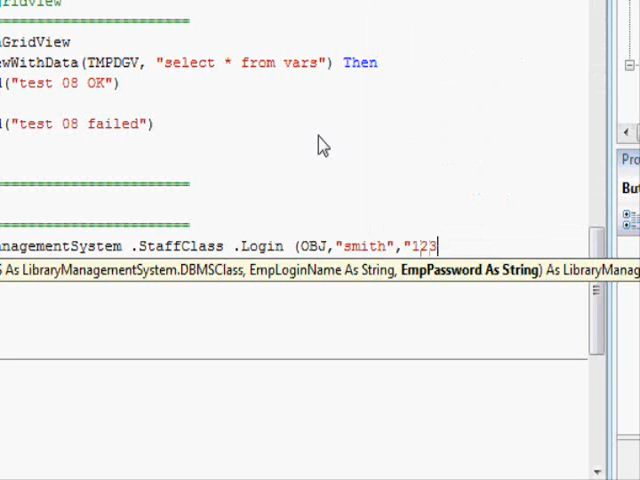 gridview
==========================
nGridView
ewWithData(TMPDGV, "select * from vars") Then
d("test 08 OK")
d("test 08 failed")
==========================
==========================
anagementSystem .StaffClass .Login (OBJ,"smith","123
S As LibraryManagementSystem.DBMSClass, EmpLoginName As String, EmpPassword As String) As LibraryManag
Pro
But